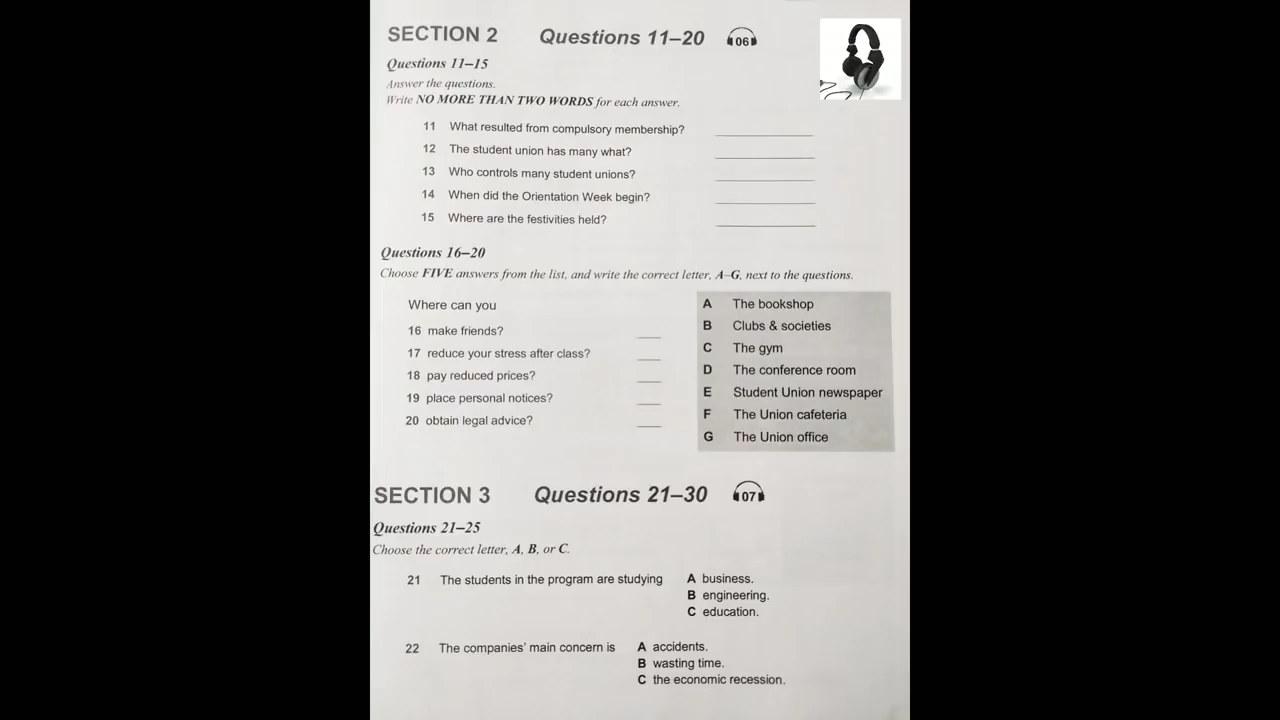 SECTION 2 Questions 11–20 06
Questions 11–15
Answer the questions.
Write NO MORE THAN TWO WORDS for each answer.
11 What resulted from compulsory membership?
12 The student union has many what?
13 Who controls many student unions?
14 When did the Orientation Week begin?
15 Where are the festivities held?
Questions 16–20
Choose FIVE answers from the list, and write the correct letter, A–G, next to the questions.
Where can you
16 make friends?
17 reduce your stress after class?
18 pay reduced prices?
19 place personal notices?
20 obtain legal advice?
A The bookshop
B Clubs & societies
C The gym
D The conference room
E Student Union newspaper
F The Union cafeteria
G The Union office
SECTION 3 Questions 21–30 07
Questions 21–25
Choose the correct letter, A, B, or C.
21 The students in the program are studying A business.
B engineering.
C education.
22 The companies' main concern is A accidents.
B wasting time.
C the economic recession.